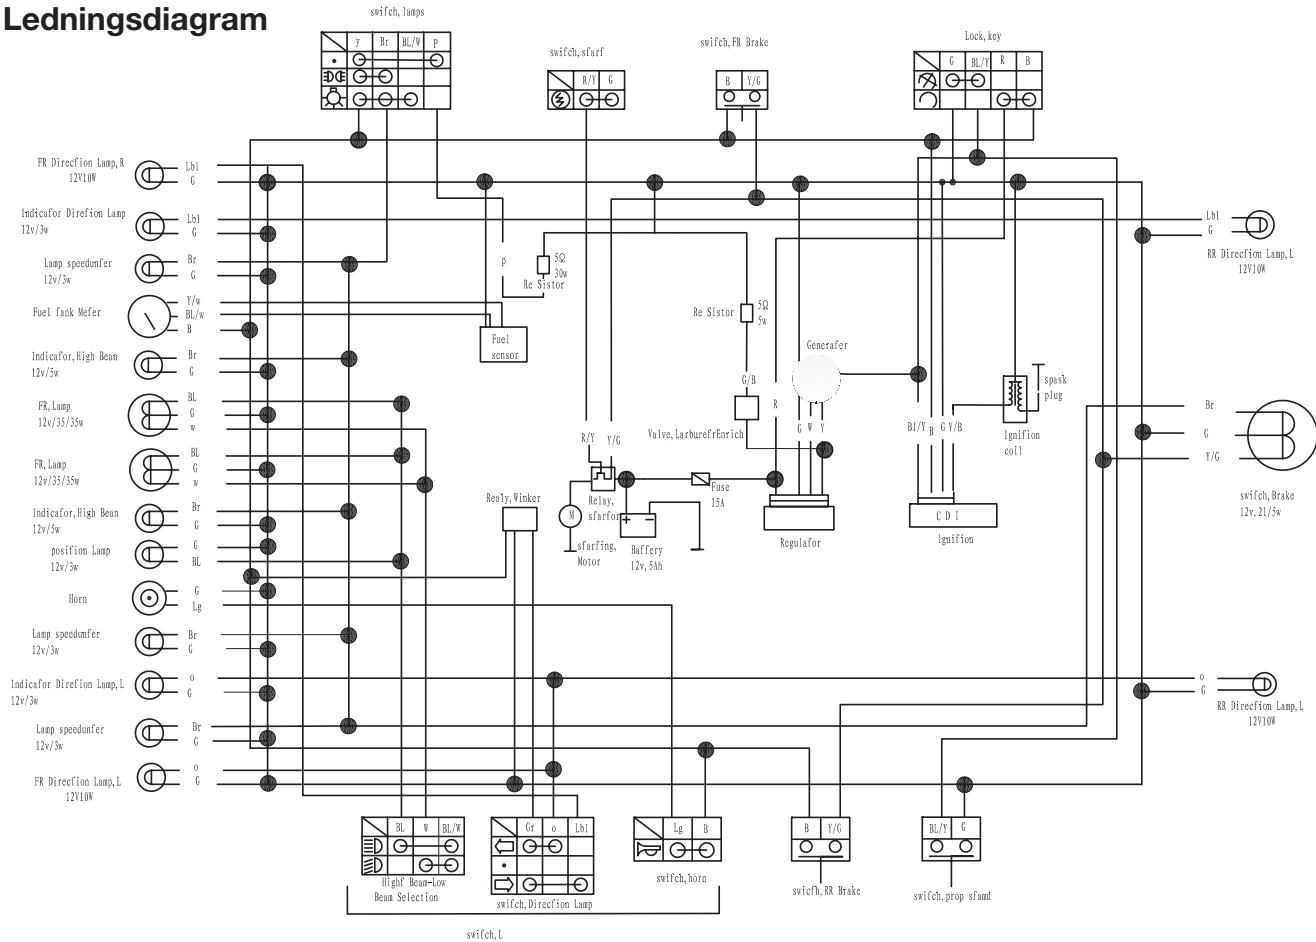 Ledningsdiagram
swifch, lamps
y Br BL/W P
swifch, sfarf
R/Y G
swifch, FR Brake
B Y/G
Lock, key
G BL/Y R B
FR Direcfion Lamp, R
12V10W
Lb1
G
Indicafor Direfion Lamp
12v/3w
Lb1
G
Lamp speedunfer
12v/3w
Br
G
Fuel fank Mefer
Y/w
BL/w
B
Indicafor, High Bean
12v/5w
Br
G
FR, Lamp
12v/35/35w
BL
G
w
FR, Lamp
12v/35/35w
BL
G
w
Indicafor, High Bean
12v/5w
Br
G
posifion Lamp
12v/3w
G
BL
Horn
G
Lg
Lamp speedunfer
12v/3w
Br
G
Indicafor Direfion Lamp, L
12v/3w
o
G
Lamp speedunfer
12v/3w
Br
G
FR Direcfion Lamp, L
12V10W
o
G
P
5Ω
30w
Re Sistor
Fuel
sensor
Re Sistor
5Ω
5w
G/B
Valve, LarburefrEnrich
Generafer
R
G W Y
R/Y Y/G
Relay,
sfarfor
M
sfarfing,
Motor
+ -
Baffery
12v, 5Ah
Fuse
15A
Regulafor
Realy, Winker
B1/Y B G Y/B
C D I
lgnifion
lgnifion
coil
spask
plug
Lb1
G
RR Direcfion Lamp, L
12V10W
Br
G
Y/G
swifch, Brake
12v, 21/5w
o
G
RR Direcfion Lamp, L
12V10W
BL W BL/W
Highf Beam-Low
Beam Selection
Gr o Lb1
swifch, Direcfion Lamp
Lg B
swifch, horn
B Y/G
swicfh, RR Brake
BL/Y G
swifch, prop sfamd
swifch, L